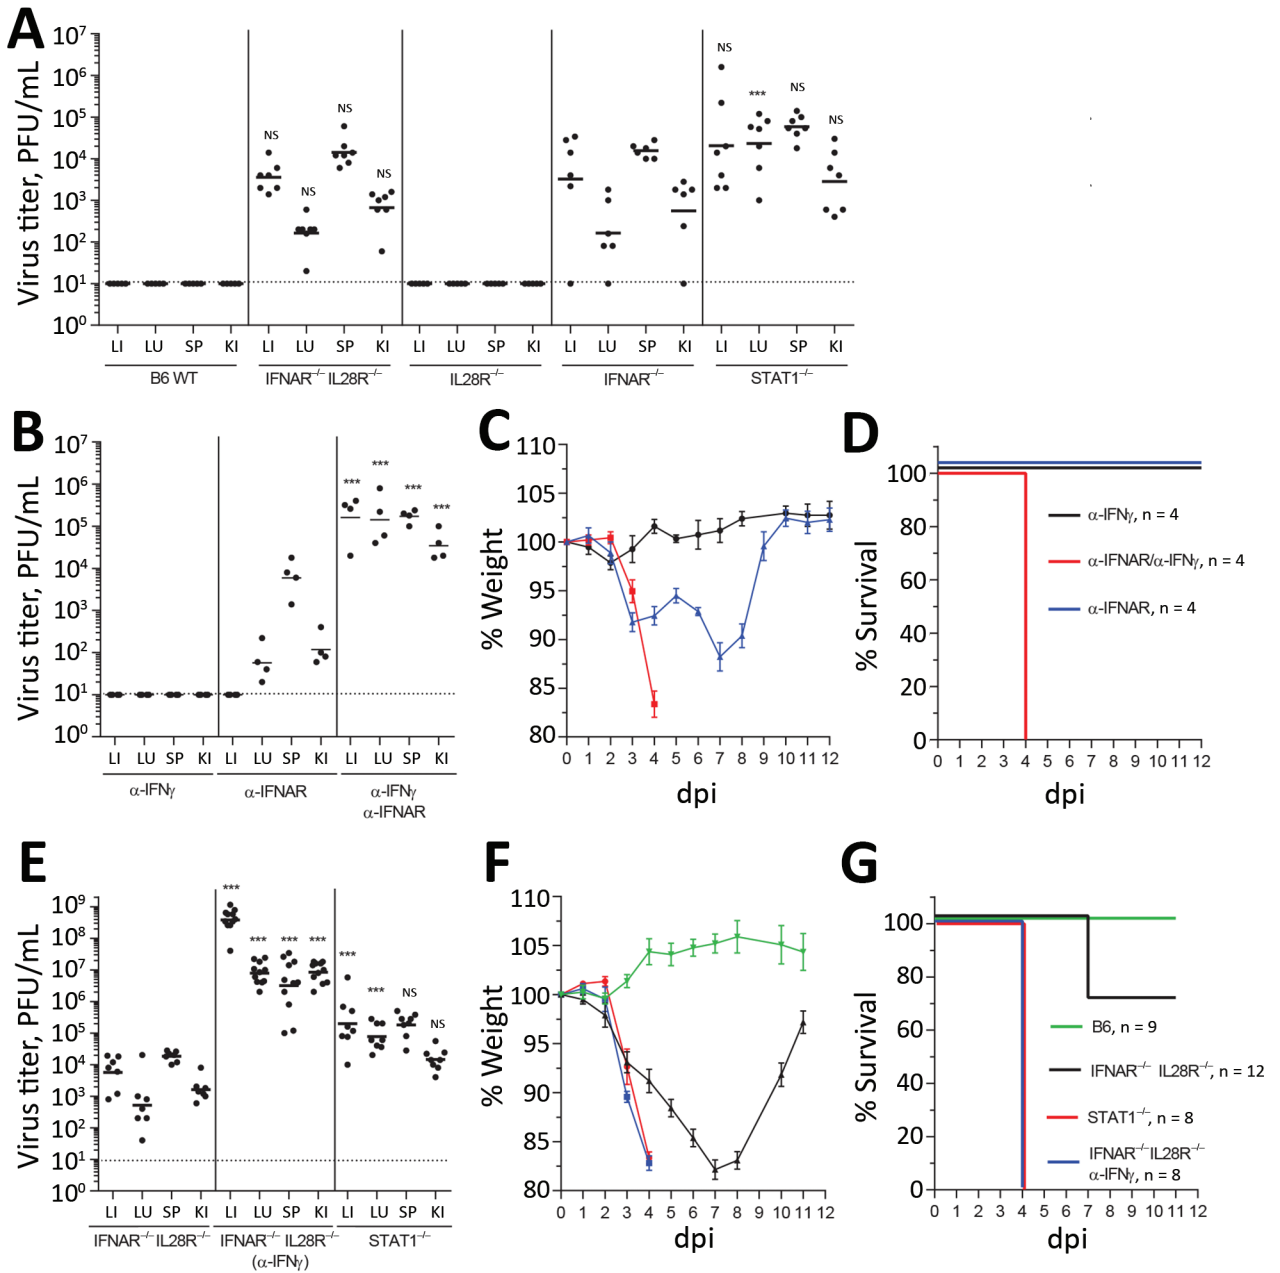 A
Virus titer, PFU/mL
10⁷
10⁶
10⁵
10⁴
10³
10²
10¹
10⁰
NS NS NS NS
NS *** NS NS
LI LU SP KI LI LU SP KI LI LU SP KI LI LU SP KI LI LU SP KI
B6 WT IFNAR⁻/⁻ IL28R⁻/⁻ IL28R⁻/⁻ IFNAR⁻/⁻ STAT1⁻/⁻
B
Virus titer, PFU/mL
10⁷
10⁶
10⁵
10⁴
10³
10²
10¹
10⁰
*** *** *** ***
LI LU SP KI LI LU SP KI LI LU SP KI
α-IFNγ α-IFNAR α-IFNγ
α-IFNAR
C
% Weight
110
105
100
95
90
85
80
0 1 2 3 4 5 6 7 8 9 10 11 12
dpi
D
% Survival
100
80
60
40
20
0
α-IFNγ, n = 4
α-IFNAR/α-IFNγ, n = 4
α-IFNAR, n = 4
0 1 2 3 4 5 6 7 8 9 10 11 12
dpi
E
Virus titer, PFU/mL
10⁹
10⁸
10⁷
10⁶
10⁵
10⁴
10³
10²
10¹
10⁰
*** *** *** *** *** *** NS NS
LI LU SP KI LI LU SP KI LI LU SP KI
IFNAR⁻/⁻ IL28R⁻/⁻ IFNAR⁻/⁻ IL28R⁻/⁻ STAT1⁻/⁻
(α-IFNγ)
F
% Weight
110
105
100
95
90
85
80
0 1 2 3 4 5 6 7 8 9 10 11 12
dpi
G
% Survival
100
80
60
40
20
0
B6, n = 9
IFNAR⁻/⁻ IL28R⁻/⁻, n = 12
STAT1⁻/⁻, n = 8
IFNAR⁻/⁻IL28R⁻/⁻
α-IFNγ, n = 8
0 1 2 3 4 5 6 7 8 9 10 11 12
dpi